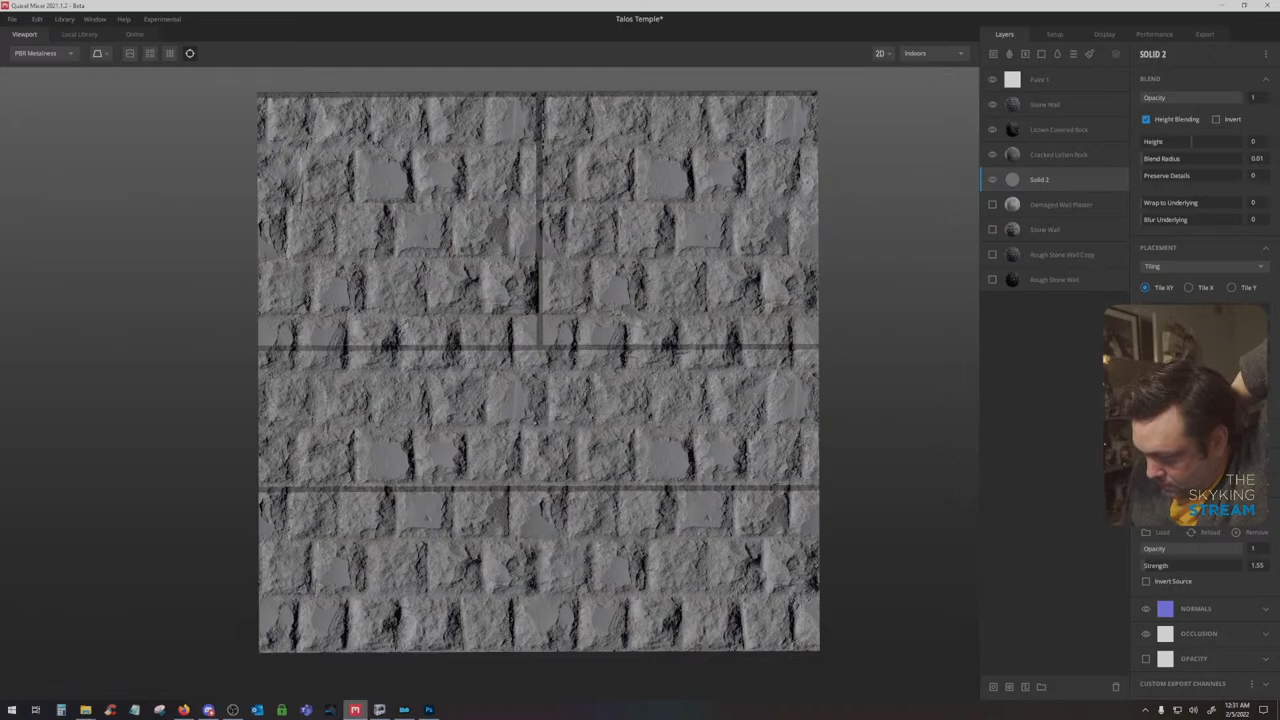 Quixel Mixer 2021.1.2 - Beta
File Edit Library Window Help Experimental
Talos Temple*
Viewport Local Library Online
Layers Setup Display Performance Export
PBR Metalness
2D Indoors
SOLID 2
BLEND
Opacity 1
Height Blending Invert
Height 0
Blend Radius 0.01
Preserve Details 0
Wrap to Underlying 0
Blur Underlying 0
PLACEMENT
Tiling
Tile XY Tile X Tile Y
Paint 1
Stone Wall
Lichen Covered Rock
Cracked Lichen Rock
Solid 2
Damaged Wall Plaster
Stone Wall
Rough Stone Wall Copy
Rough Stone Wall
THE
SKYKING
STREAM
Load Reload Remove
Opacity 1
Strength 1.55
Invert Source
NORMALS
OCCLUSION
OPACITY
CUSTOM EXPORT CHANNELS
12:31 AM
2/5/2022